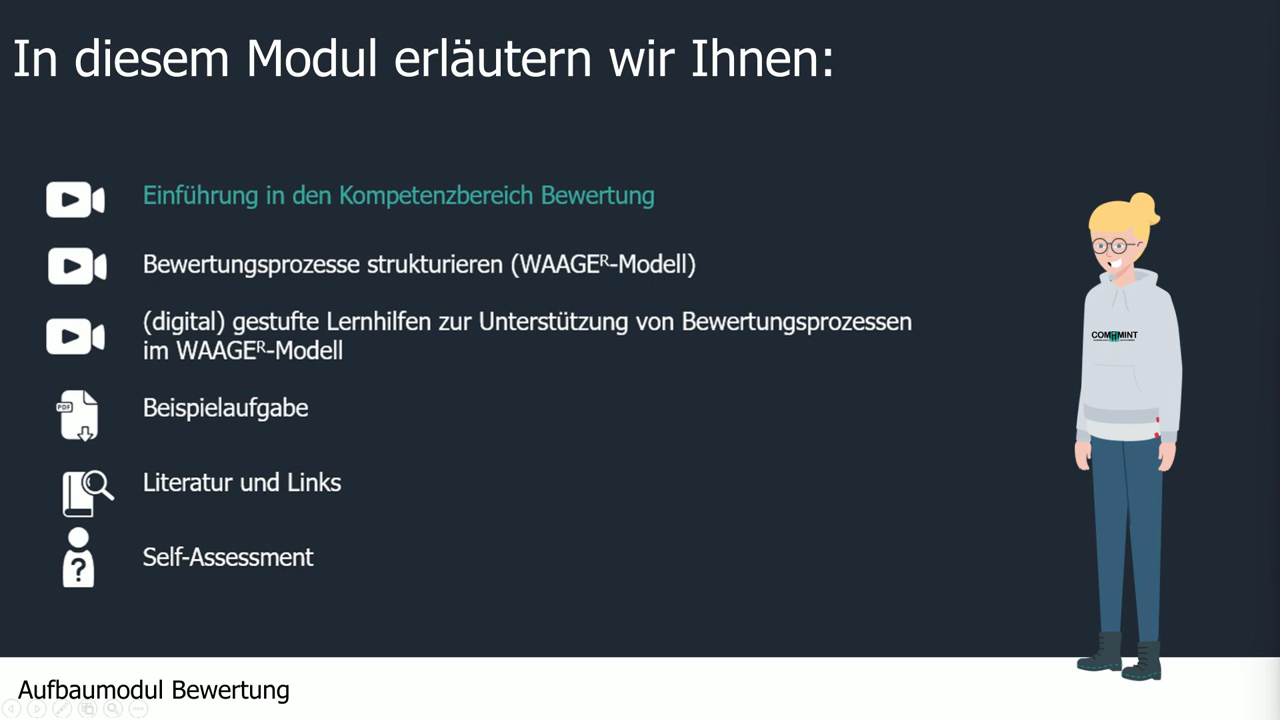 In diesem Modul erläutern wir Ihnen:
Einführung in den Kompetenzbereich Bewertung
Bewertungsprozesse strukturieren (WAAGEᴿ-Modell)
(digital) gestufte Lernhilfen zur Unterstützung von Bewertungsprozessen
im WAAGEᴿ-Modell
PDF
Beispielaufgabe
Literatur und Links
?
Self-Assessment
Aufbaumodul Bewertung